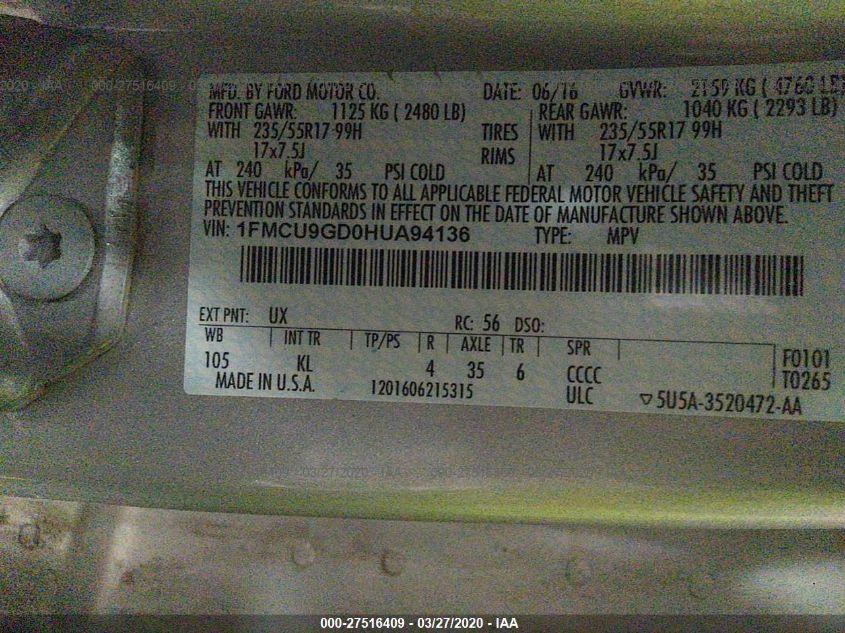 MFD. BY FORD MOTOR CO. DATE: 06/16 GVWR: 2159 KG ( 4760 LB)
FRONT GAWR: 1125 KG ( 2480 LB) REAR GAWR: 1040 KG ( 2293 LB)
WITH 235/55R17 99H TIRES WITH 235/55R17 99H
17x7.5J RIMS 17x7.5J
AT 240 kPa/ 35 PSI COLD AT 240 kPa/ 35 PSI COLD
THIS VEHICLE CONFORMS TO ALL APPLICABLE FEDERAL MOTOR VEHICLE SAFETY AND THEFT
PREVENTION STANDARDS IN EFFECT ON THE DATE OF MANUFACTURE SHOWN ABOVE.
VIN: 1FMCU9GD0HUA94136 TYPE: MPV
EXT PNT: UX RC: 56 DSO:
WB INT TR TP/PS R AXLE TR SPR
105 KL 4 35 6 CCCC F0101
MADE IN U.S.A. 1201606215315 ULC T0265
▽5U5A-3520472-AA
000-27516409 - 03/27/2020 - IAA